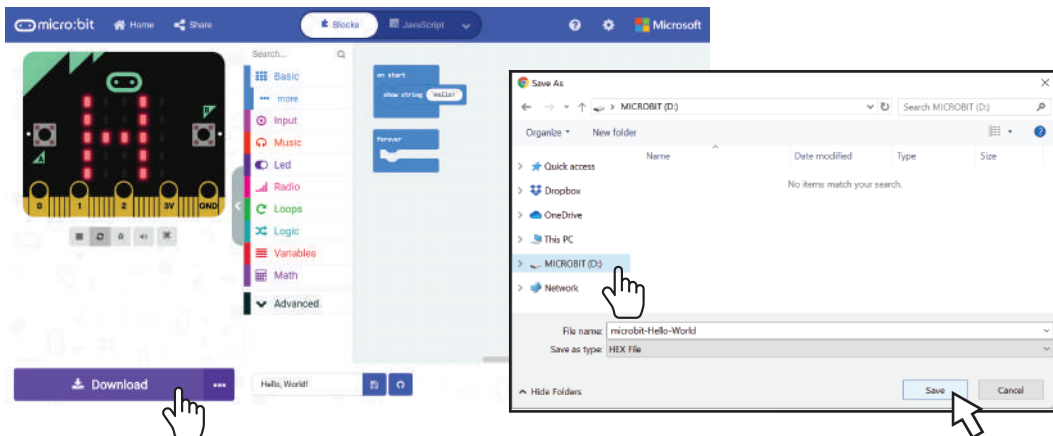 micro:bit Home Share Blocks JavaScript Microsoft
Search...
Basic
more
Input
Music
Led
Radio
Loops
Logic
Variables
Math
Advanced
on start
show string "Hello!"
forever
0 1 2 3V GND
B
A
Download ...
Hello, World!
Save As
MICROBIT (D:)
Search MICROBIT (D:)
Organize New folder
Name Date modified Type Size
No items match your search.
Quick access
Dropbox
OneDrive
This PC
MICROBIT (D:)
Network
File name: microbit-Hello-World
Save as type: HEX File
Hide Folders
Save Cancel